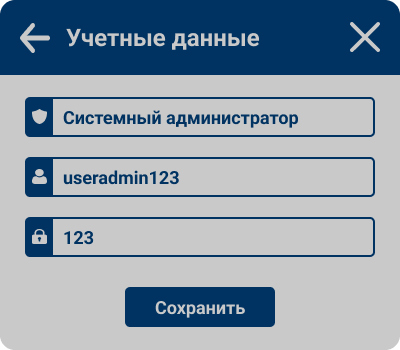 Учетные данные
Системный администратор
useradmin123
123
Сохранить